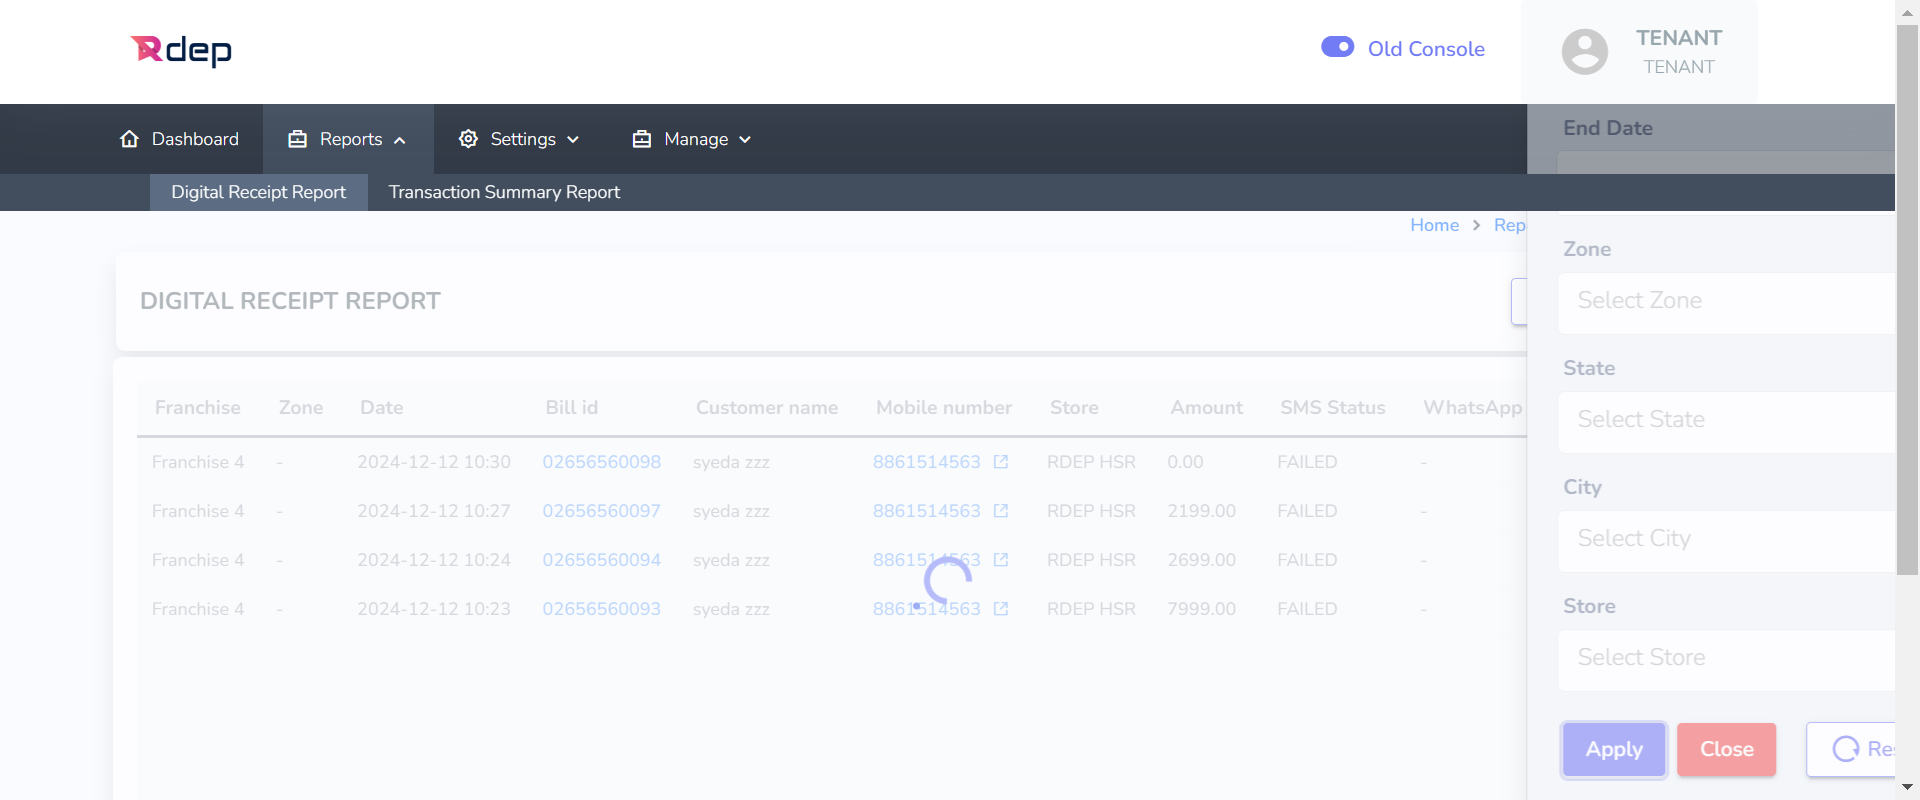 Rdep
Old Console
TENANT
TENANT
Dashboard Reports Settings Manage
End Date
Digital Receipt Report Transaction Summary Report
Home > Rep
Zone
Select Zone
DIGITAL RECEIPT REPORT
State
Select State
Franchise Zone Date Bill id Customer name Mobile number Store Amount SMS Status WhatsApp
Franchise 4 - 2024-12-12 10:30 02656560098 syeda zzz 8861514563 RDEP HSR 0.00 FAILED -
Franchise 4 - 2024-12-12 10:27 02656560097 syeda zzz 8861514563 RDEP HSR 2199.00 FAILED -
Franchise 4 - 2024-12-12 10:24 02656560094 syeda zzz 8861514563 RDEP HSR 2699.00 FAILED -
Franchise 4 - 2024-12-12 10:23 02656560093 syeda zzz 8861514563 RDEP HSR 7999.00 FAILED -
City
Select City
Store
Select Store
Apply Close Res